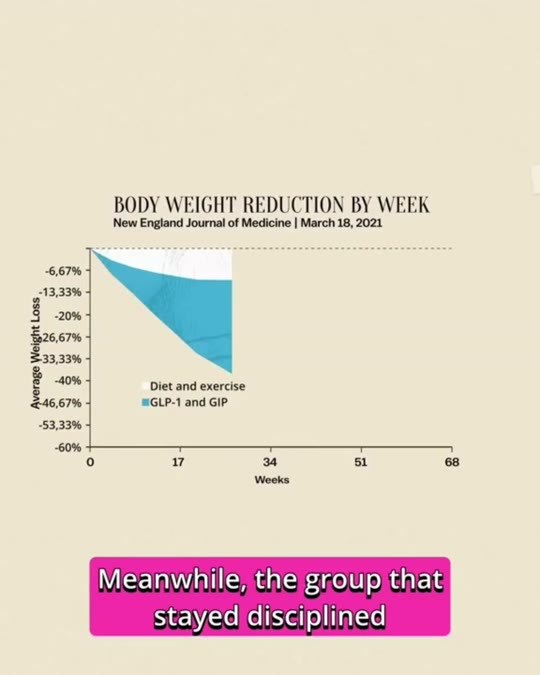 BODY WEIGHT REDUCTION BY WEEK
New England Journal of Medicine | March 18, 2021
Average Weight Loss
-6,67%
-13,33%
-20%
-26,67%
-33,33%
-40%
-46,67%
-53,33%
-60%
Diet and exercise
GLP-1 and GIP
0 17 34 51 68
Weeks
Meanwhile, the group that
stayed disciplined